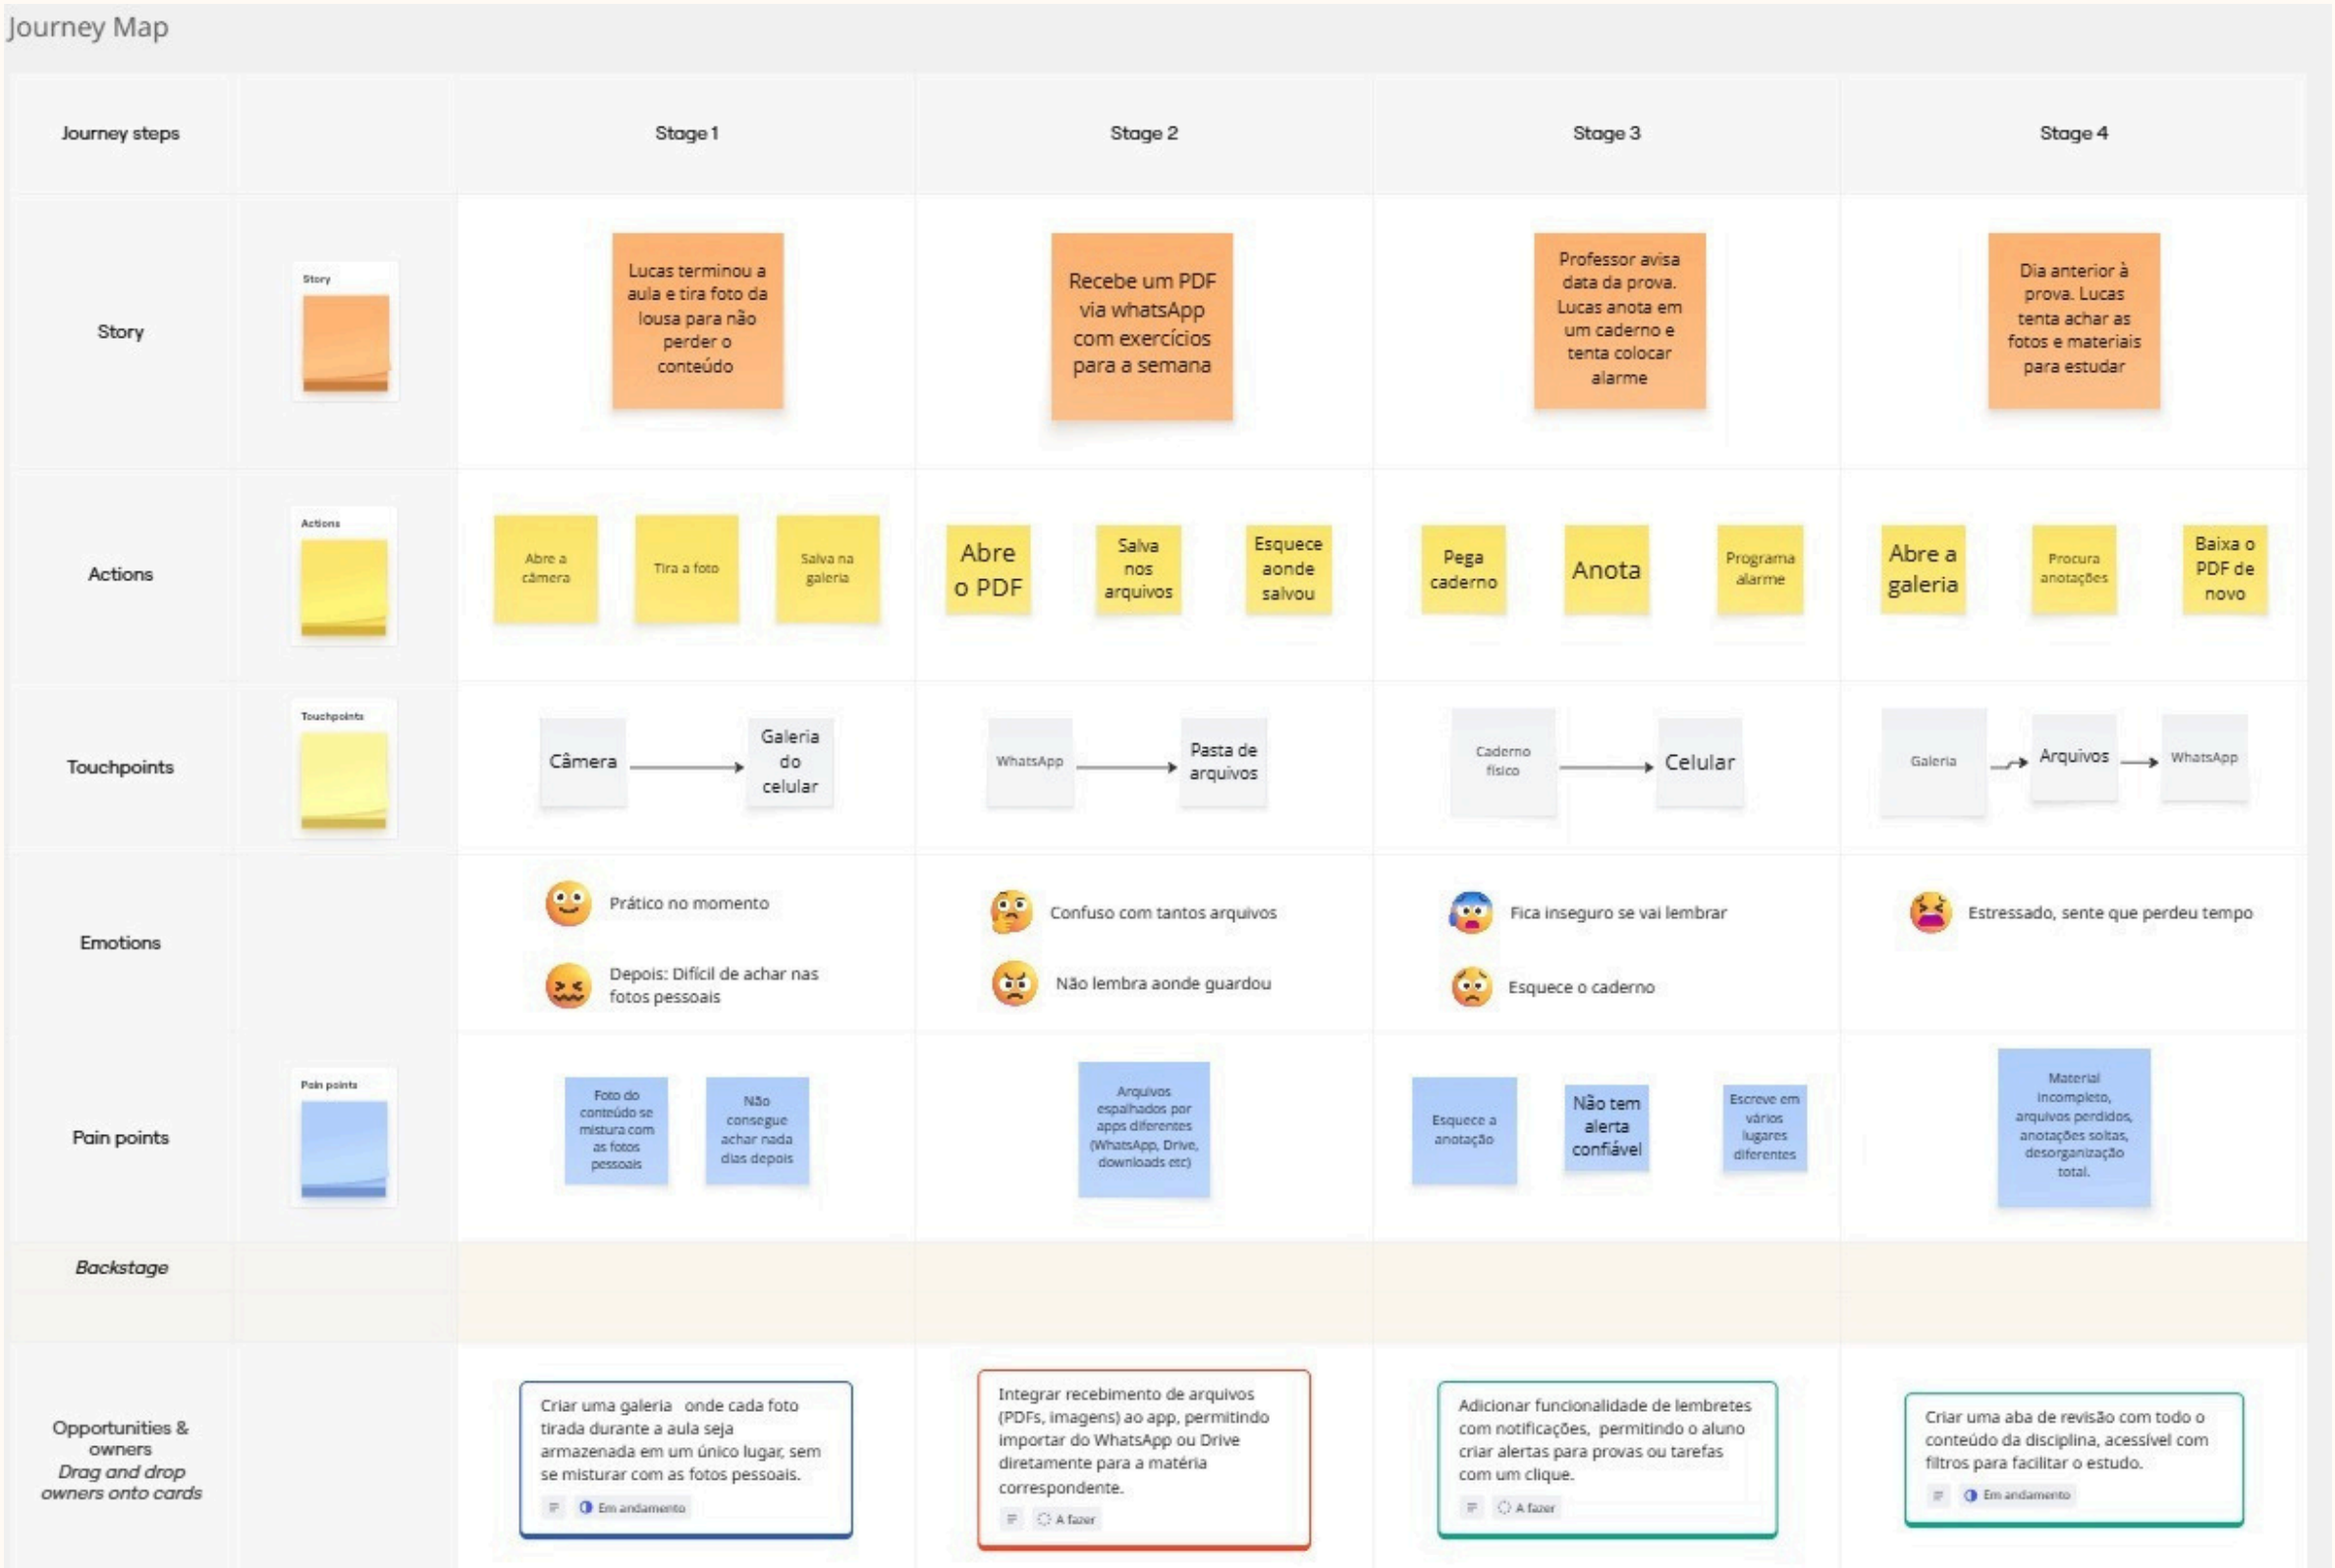 Journey Map
Journey steps
Stage 1
Stage 2
Stage 3
Stage 4
Story
Story
Lucas terminou a
aula e tira foto da
lousa para não
perder o
conteúdo
Recebe um PDF
via whatsApp
com exercícios
para a semana
Professor avisa
data da prova.
Lucas anota em
um caderno e
tenta colocar
alarme
Dia anterior à
prova. Lucas
tenta achar as
fotos e materiais
para estudar
Actions
Actions
Abre a
câmera
Tira a foto
Salva na
galeria
Abre
o PDF
Salva
nos
arquivos
Esquece
aonde
salvou
Pega
caderno
Anota
Programa
alarme
Abre a
galeria
Procura
anotações
Baixa o
PDF de
novo
Touchpoints
Touchpoints
Câmera
Galeria
do
celular
WhatsApp
Pasta de
arquivos
Caderno
físico
Celular
Galeria
Arquivos
WhatsApp
Emotions
Prático no momento
Depois: Difícil de achar nas
fotos pessoais
Confuso com tantos arquivos
Não lembra aonde guardou
Fica inseguro se vai lembrar
Esquece o caderno
Estressado, sente que perdeu tempo
Pain points
Pain points
Foto do
conteúdo se
mistura com
as fotos
pessoais
Não
consegue
achar nada
dias depois
Arquivos
espalhados por
apps diferentes
(WhatsApp, Drive,
downloads etc)
Esquece a
anotação
Não tem
alerta
confiável
Escreve em
vários
lugares
diferentes
Material
incompleto,
arquivos perdidos,
anotações soltas,
desorganização
total.
Backstage
Opportunities &
owners
Drag and drop
owners onto cards
Criar uma galeria onde cada foto
tirada durante a aula seja
armazenada em um único lugar, sem
se misturar com as fotos pessoais.
Em andamento
Integrar recebimento de arquivos
(PDFs, imagens) ao app, permitindo
importar do WhatsApp ou Drive
diretamente para a matéria
correspondente.
A fazer
Adicionar funcionalidade de lembretes
com notificações, permitindo o aluno
criar alertas para provas ou tarefas
com um clique.
A fazer
Criar uma aba de revisão com todo o
conteúdo da disciplina, acessível com
filtros para facilitar o estudo.
Em andamento